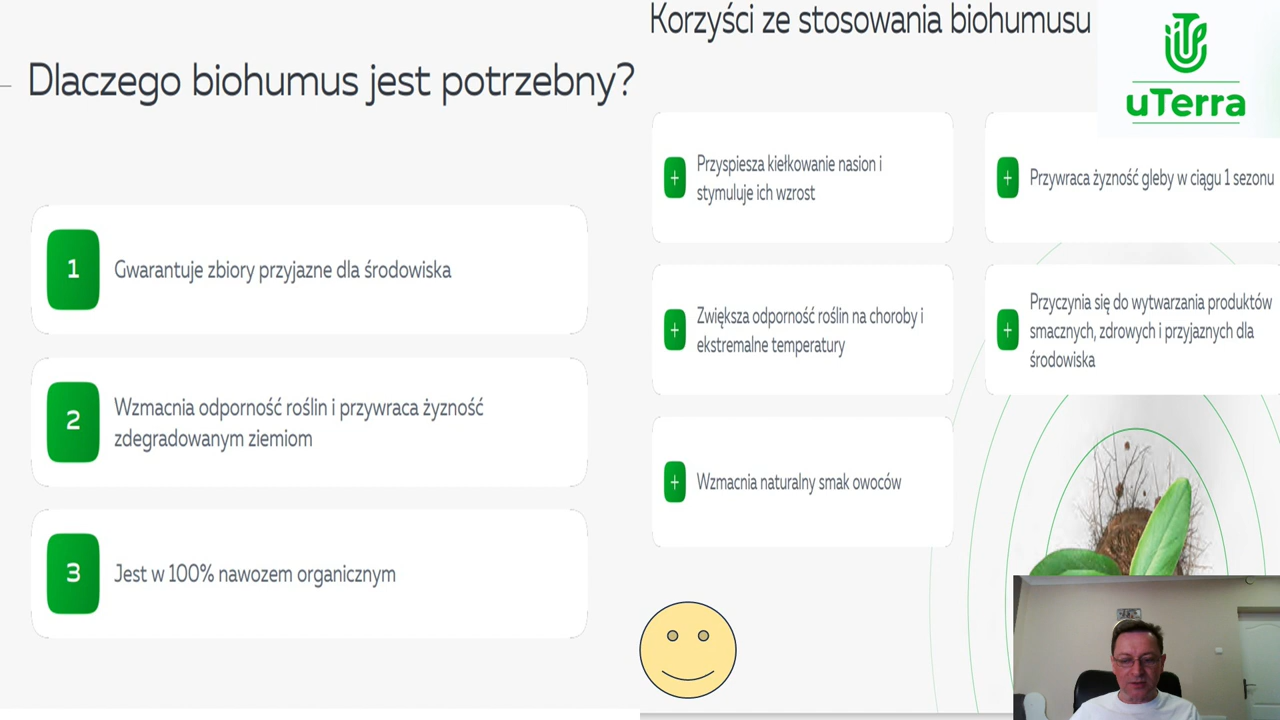 Dlaczego biohumus jest potrzebny?
1
Gwarantuje zbiory przyjazne dla środowiska
2
Wzmacnia odporność roślin i przywraca żyzność
zdegradowanym ziemiom
3
Jest w 100% nawozem organicznym
Korzyści ze stosowania biohumusu
uTerra
+
Przyspiesza kiełkowanie nasion i
stymuluje ich wzrost
+
Przywraca żyzność gleby w ciągu 1 sezonu
+
Zwiększa odporność roślin na choroby i
ekstremalne temperatury
+
Przyczynia się do wytwarzania produktów
smacznych, zdrowych i przyjaznych dla
środowiska
+
Wzmacnia naturalny smak owoców